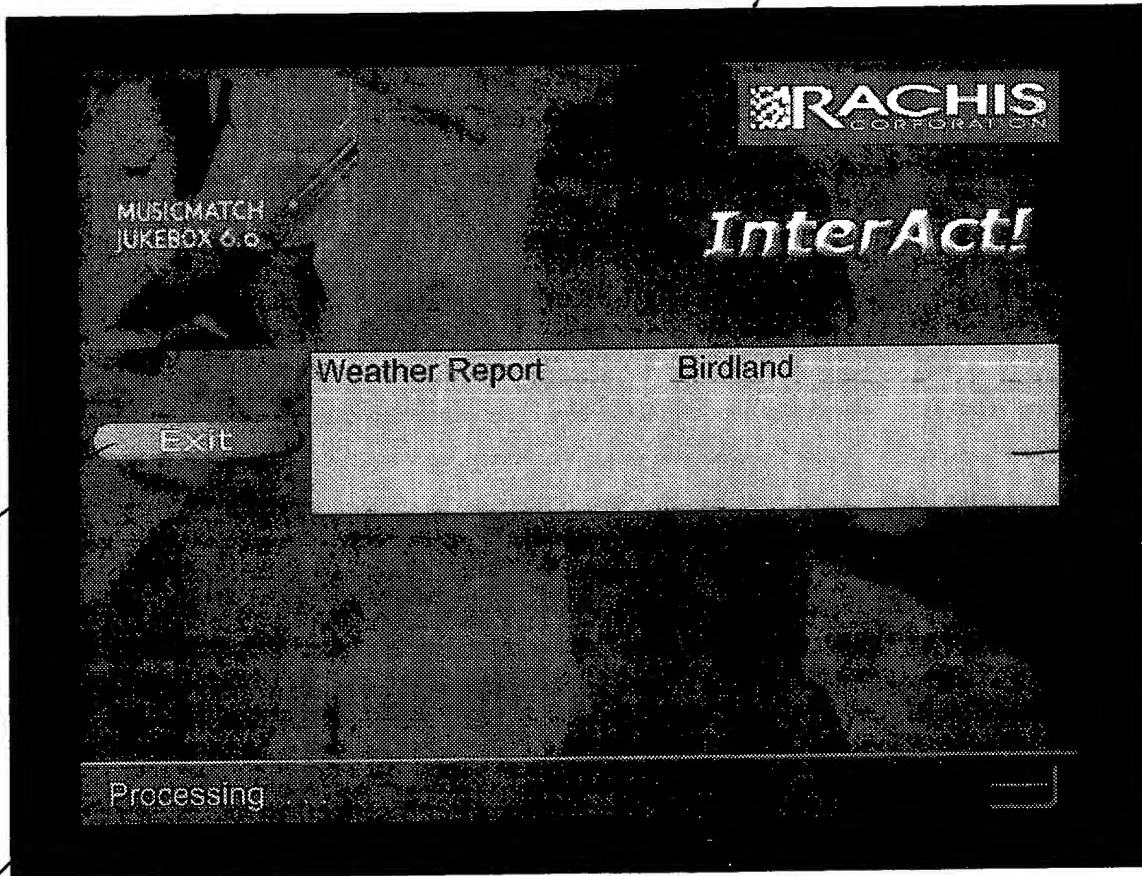 RACHIS
CORPORATION
MUSICMATCH
JUKEBOX 6.0
InterAct!
Weather Report Birdland
Exit
Processing